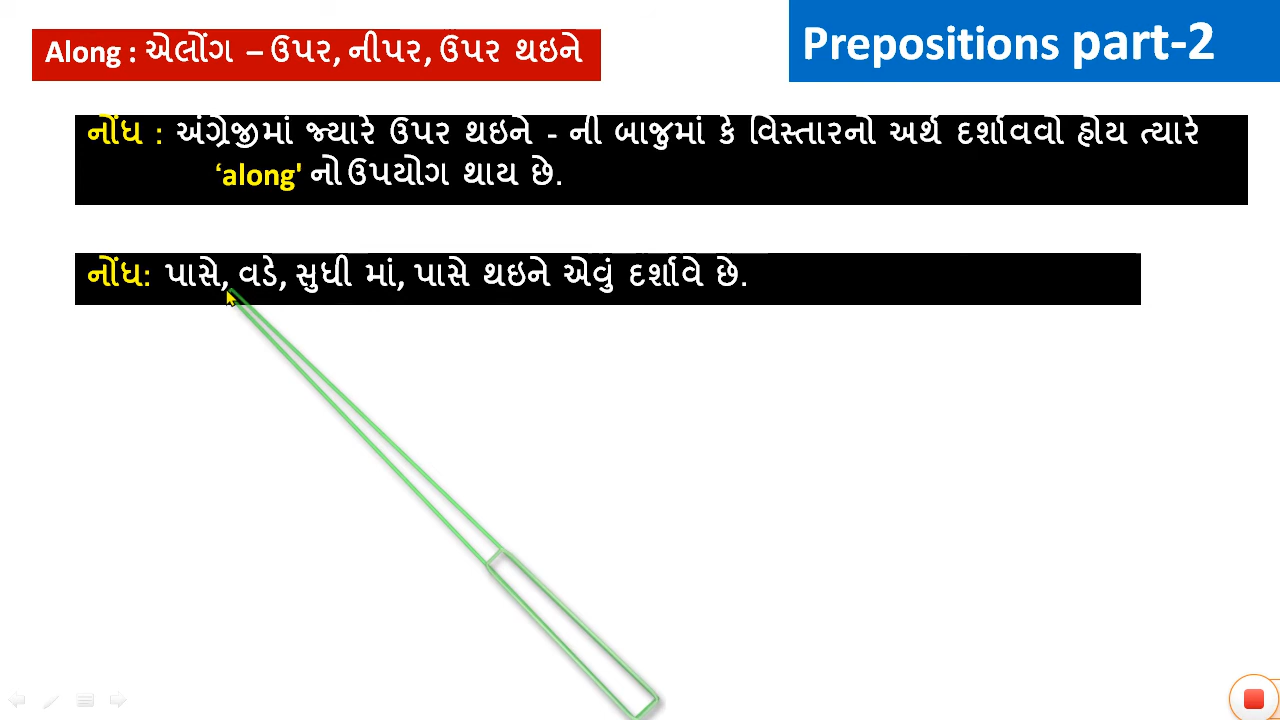 Along : એલોંગ – ઉપર, નીપર, ઉપર થઇને
Prepositions part-2
નોંધ : અંગ્રેજીમાં જ્યારે ઉપર થઇને - ની બાજુમાં કે વિસ્તારનો અર્થ દર્શાવવો હોય ત્યારે
‘along' નો ઉપયોગ થાય છે.
નોંધ: પાસે, વડે, સુધી માં, પાસે થઇને એવું દર્શાવે છે.